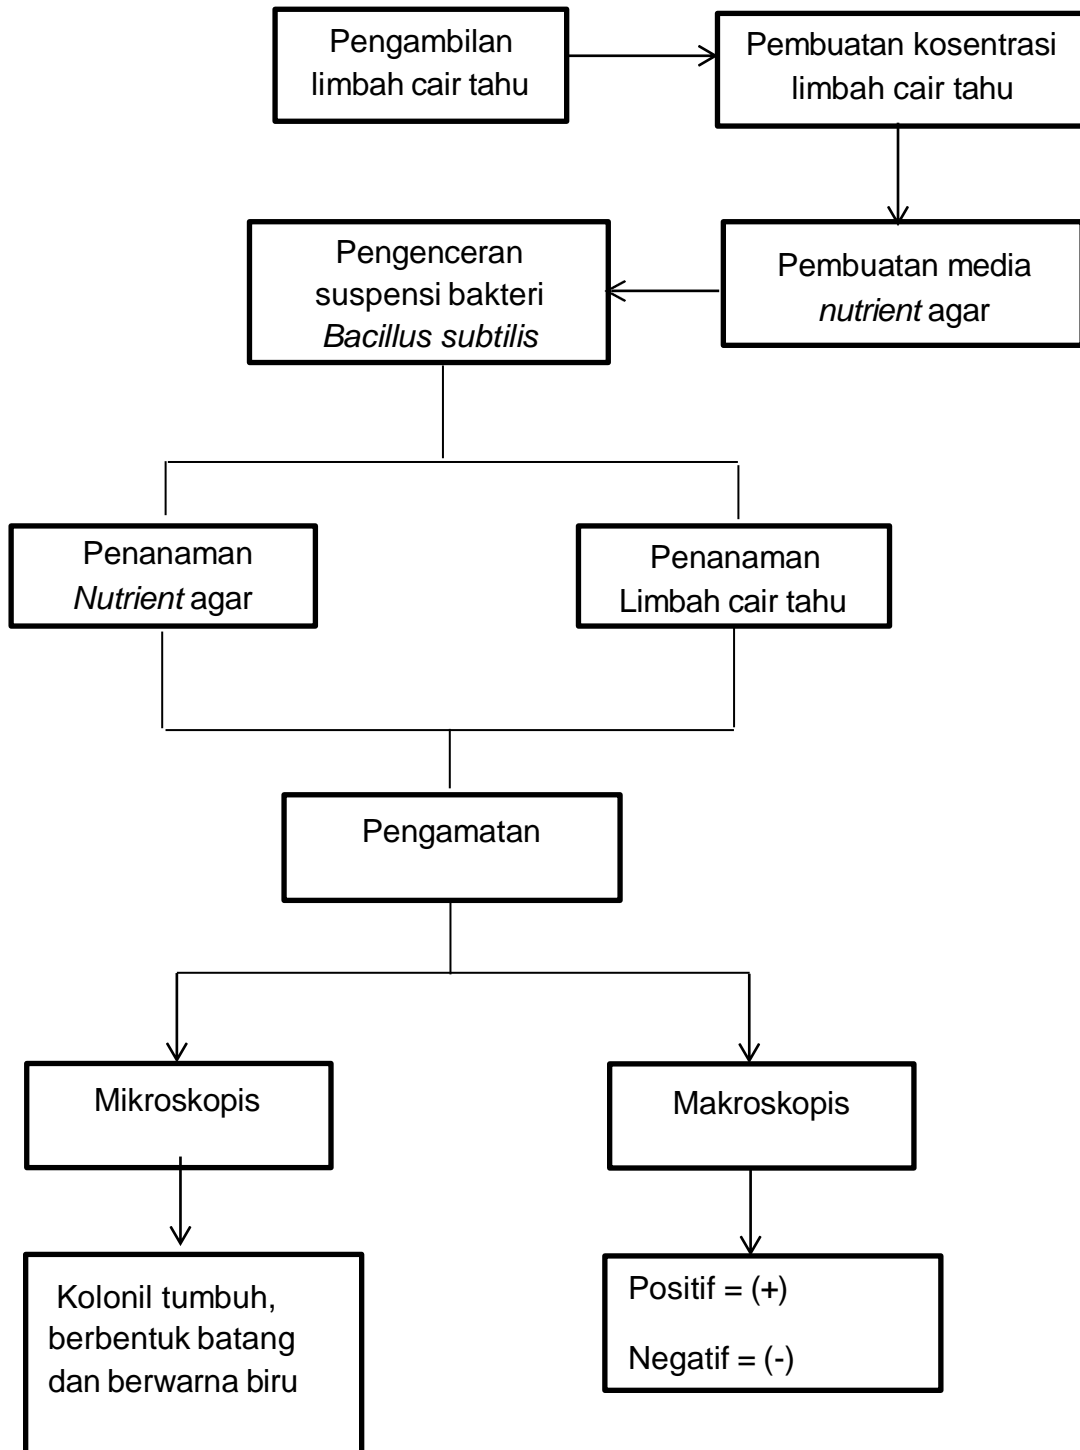 Pengambilan
limbah cair tahu
Pembuatan kosentrasi
limbah cair tahu
Pembuatan media
nutrient agar
Pengenceran
suspensi bakteri
Bacillus subtilis
Penanaman
Nutrient agar
Penanaman
Limbah cair tahu
Pengamatan
Mikroskopis
Makroskopis
Kolonil tumbuh,
berbentuk batang
dan berwarna biru
Positif = (+)
Negatif = (-)